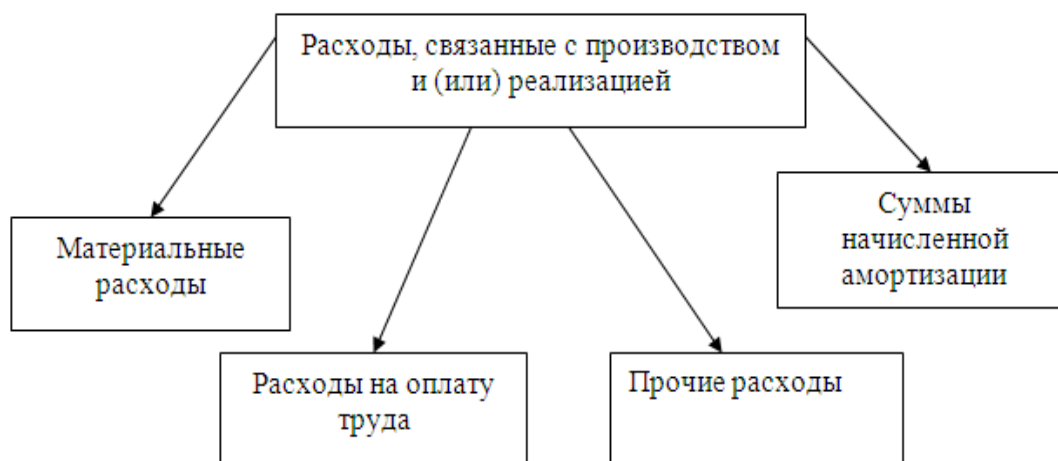 Расходы, связанные с производством
и (или) реализацией
Материальные
расходы
Расходы на оплату
труда
Прочие расходы
Суммы
начисленной
амортизации